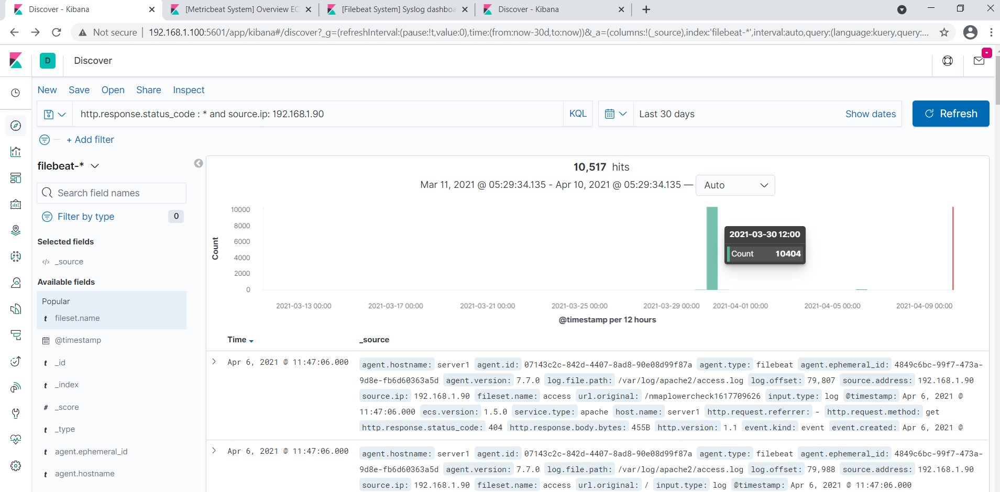 Discover - Kibana
[Metricbeat System] Overview EC
[Filebeat System] Syslog dashboa
Discover - Kibana
Not secure
192.168.1.100:5601/app/kibana#/discover?_g=(refreshInterval:(pause:!t,value:0),time:(from:now-30d,to:now))&_a=(columns:!(_source),index:'filebeat-*',interval:auto,query:(language:kuery,query:...
D
Discover
New Save Open Share Inspect
http.response.status_code : * and source.ip: 192.168.1.90
KQL
Last 30 days
Show dates
Refresh
+ Add filter
filebeat-*
Search field names
Filter by type 0
Selected fields
_source
Available fields
Popular
t fileset.name
@timestamp
t _id
t _index
# _score
t _type
t agent.ephemeral_id
t agent.hostname
10,517 hits
Mar 11, 2021 @ 05:29:34.135 - Apr 10, 2021 @ 05:29:34.135 — Auto
10000
8000
6000
4000
2000
0
Count
2021-03-30 12:00
Count 10404
2021-03-13 00:00 2021-03-17 00:00 2021-03-21 00:00 2021-03-25 00:00 2021-03-29 00:00 2021-04-01 00:00 2021-04-05 00:00 2021-04-09 00:00
@timestamp per 12 hours
Time _source
Apr 6, 2021 @ 11:47:06.000
agent.hostname: server1 agent.id: 07143c2c-842d-4407-8ad8-90e08d99f87a agent.type: filebeat agent.ephemeral_id: 4849c6bc-99f7-473a-
9d8e-fb6d60363a5d agent.version: 7.7.0 log.file.path: /var/log/apache2/access.log log.offset: 79,807 source.address: 192.168.1.90
source.ip: 192.168.1.90 fileset.name: access url.original: /nmaplowercheck1617709626 input.type: log @timestamp: Apr 6, 2021 @
11:47:06.000 ecs.version: 1.5.0 service.type: apache host.name: server1 http.request.referrer: - http.request.method: get
http.response.status_code: 404 http.response.body.bytes: 455B http.version: 1.1 event.kind: event event.created: Apr 6, 2021 @
Apr 6, 2021 @ 11:47:06.000
agent.hostname: server1 agent.id: 07143c2c-842d-4407-8ad8-90e08d99f87a agent.type: filebeat agent.ephemeral_id: 4849c6bc-99f7-473a-
9d8e-fb6d60363a5d agent.version: 7.7.0 log.file.path: /var/log/apache2/access.log log.offset: 79,988 source.address: 192.168.1.90
source.ip: 192.168.1.90 fileset.name: access url.original: / input.type: log @timestamp: Apr 6, 2021 @ 11:47:06.000